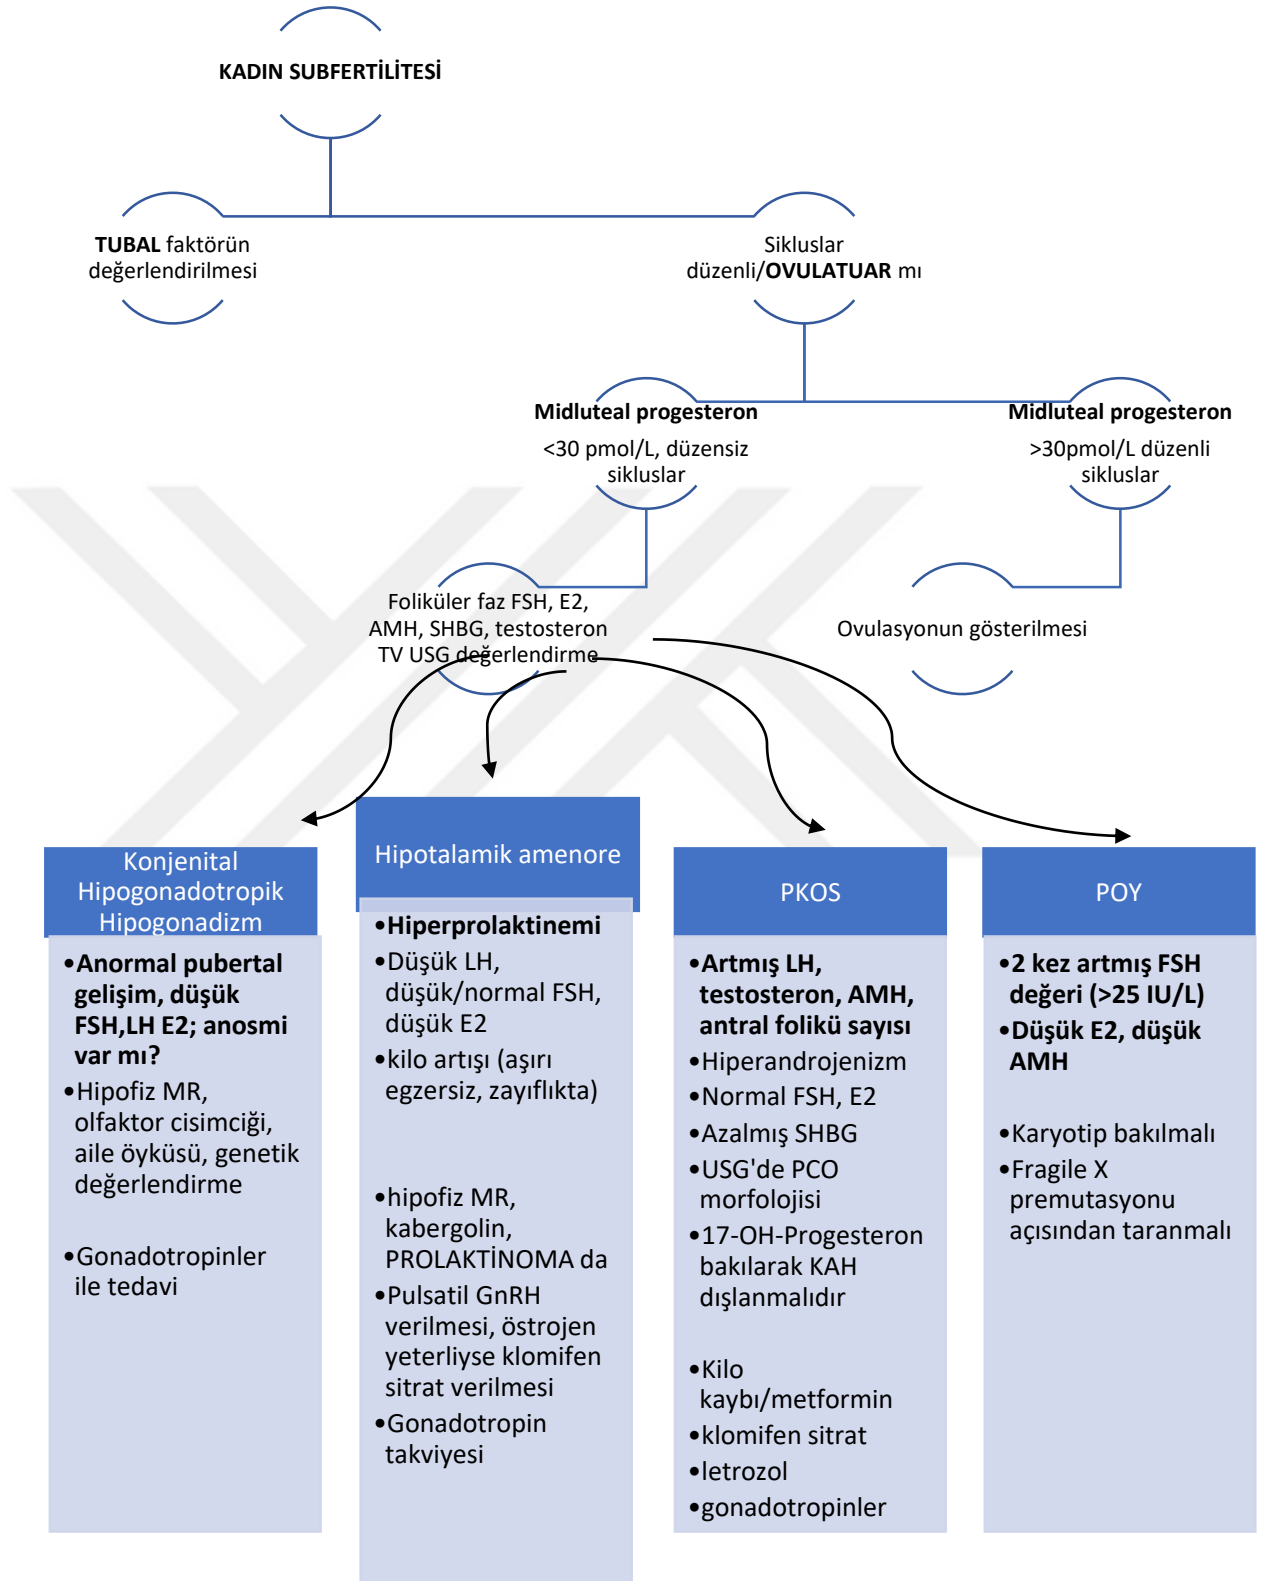 KADIN SUBFERTİLİTESİ
TUBAL faktörün
değerlendirilmesi
Sikluslar
düzenli/OVULATUAR mı
Midluteal progesteron
<30 pmol/L, düzensiz
sikluslar
Midluteal progesteron
>30pmol/L düzenli
sikluslar
Foliküler faz FSH, E2,
AMH, SHBG, testosteron
TV USG değerlendirme
Ovulasyonun gösterilmesi
Konjenital
Hipogonadotropik
Hipogonadizm
•Anormal pubertal
gelişim, düşük
FSH,LH E2; anosmi
var mı?
•Hipofiz MR,
olfaktor cisimciği,
aile öyküsü, genetik
değerlendirme
•Gonadotropinler
ile tedavi
Hipotalamik amenore
•Hiperprolaktinemi
•Düşük LH,
düşük/normal FSH,
düşük E2
•kilo artışı (aşırı
egzersiz, zayıflıkta)
•hipofiz MR,
kabergolin,
PROLAKTİNOMA da
•Pulsatil GnRH
verilmesi, östrojen
yeterliyse klomifen
sitrat verilmesi
•Gonadotropin
takviyesi
PKOS
•Artmış LH,
testosteron, AMH,
antral folikü sayısı
•Hiperandrojenizm
•Normal FSH, E2
•Azalmış SHBG
•USG'de PCO
morfolojisi
•17-OH-Progesteron
bakılarak KAH
dışlanmalıdır
•Kilo
kaybı/metformin
•klomifen sitrat
•letrozol
•gonadotropinler
POY
•2 kez artmış FSH
değeri (>25 IU/L)
•Düşük E2, düşük
AMH
•Karyotip bakılmalı
•Fragile X
premutasyonu
açısından taranmalı